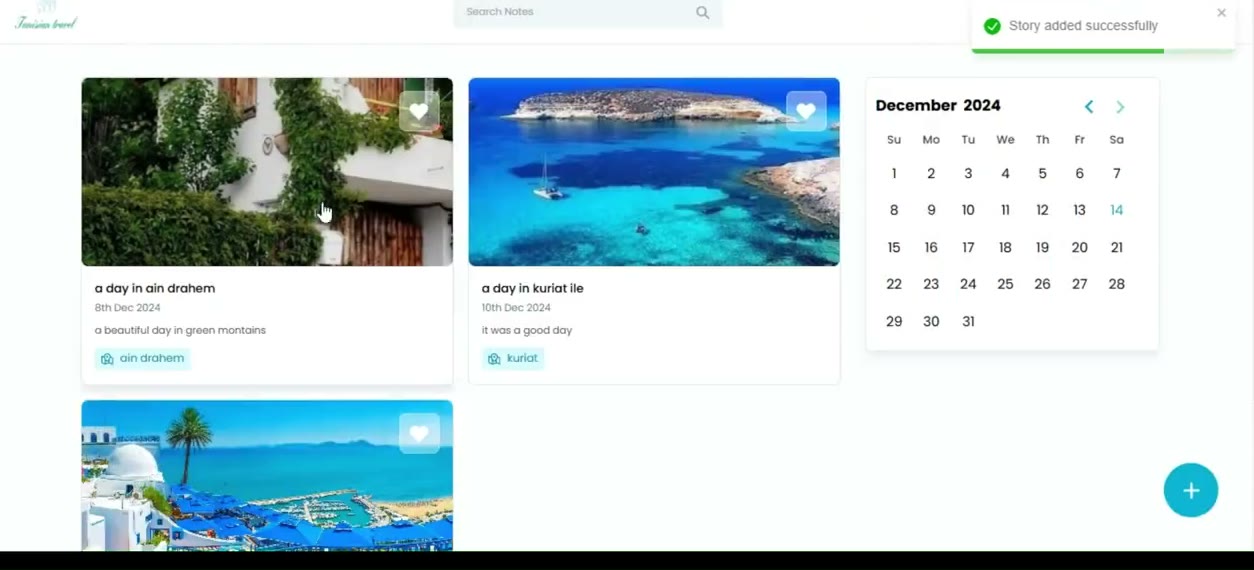 Tunisian travel
Search Notes
Story added successfully
a day in ain drahem
8th Dec 2024
a beautiful day in green montains
ain drahem
a day in kuriat ile
10th Dec 2024
it was a good day
kuriat
December 2024
Su Mo Tu We Th Fr Sa
1 2 3 4 5 6 7
8 9 10 11 12 13 14
15 16 17 18 19 20 21
22 23 24 25 26 27 28
29 30 31